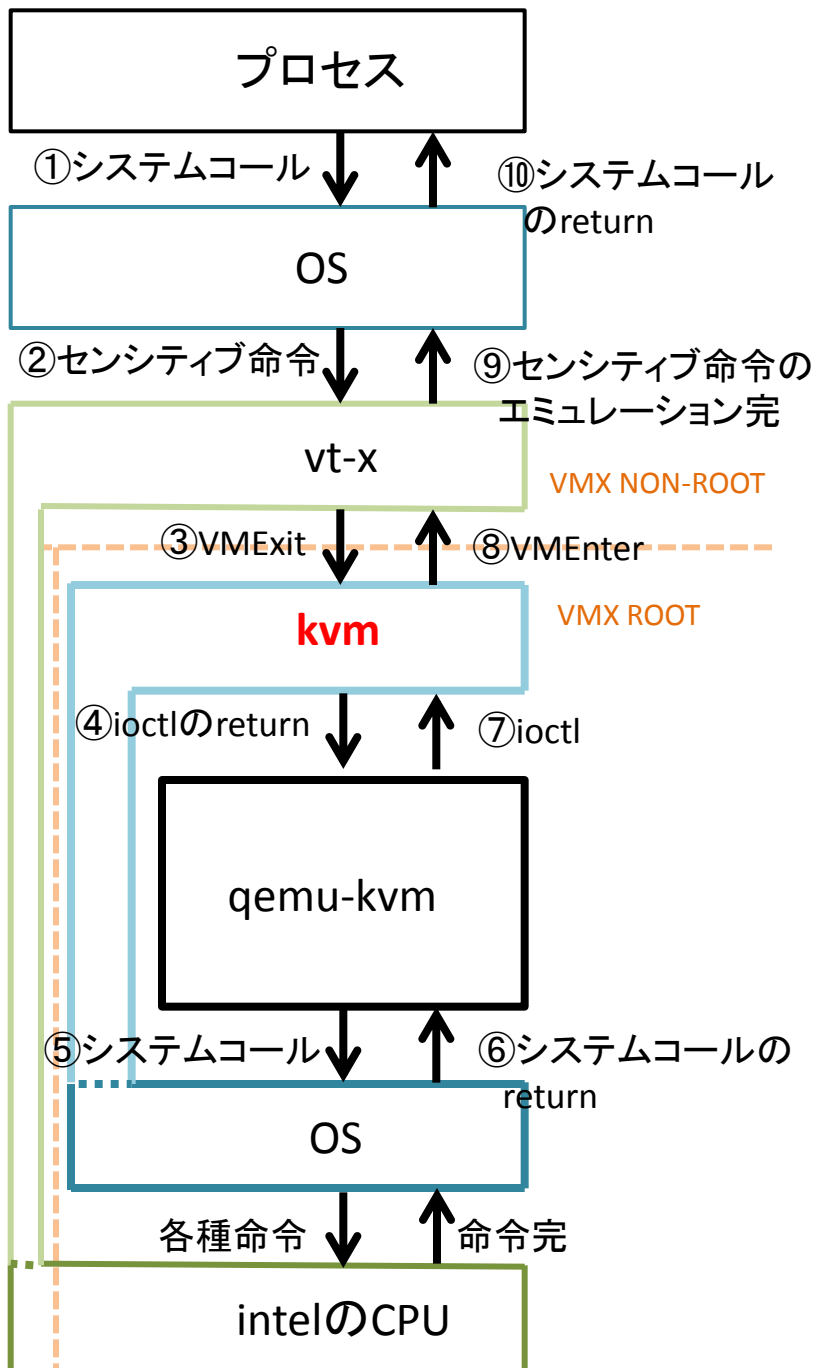 プロセス
①システムコール
⑩システムコール
のreturn
OS
②センシティブ命令
⑨センシティブ命令の
エミュレーション完
vt-x
VMX NON-ROOT
③VMExit
⑧VMEnter
kvm
VMX ROOT
④ioctlのreturn
⑦ioctl
qemu-kvm
⑤システムコール
⑥システムコールの
return
OS
各種命令
命令完
intelのCPU